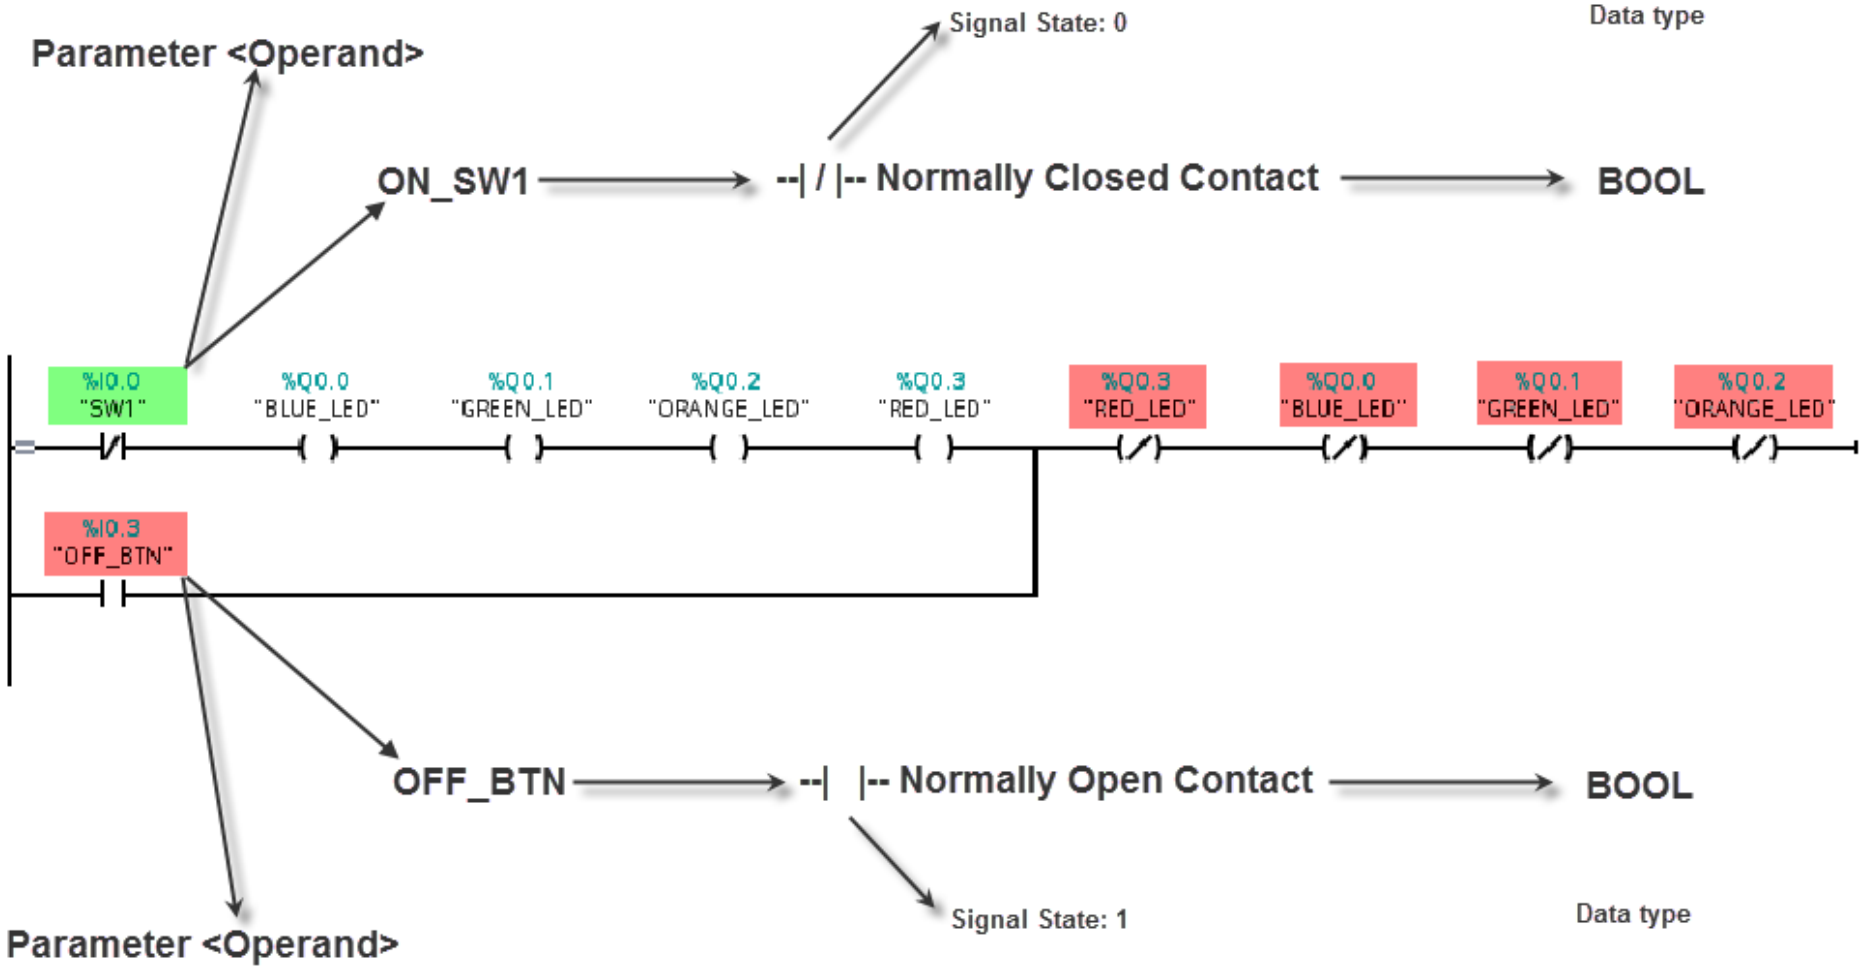 Signal State: 0
Data type
Parameter <Operand>
ON_SW1
--| / |-- Normally Closed Contact
BOOL
%I0.0
"SW1"
%Q0.0
"BLUE_LED"
%Q0.1
"GREEN_LED"
%Q0.2
"ORANGE_LED"
%Q0.3
"RED_LED"
%Q0.3
"RED_LED"
%Q0.0
"BLUE_LED"
%Q0.1
"GREEN_LED"
%Q0.2
"ORANGE_LED"
%I0.3
"OFF_BTN"
OFF_BTN
--| |-- Normally Open Contact
BOOL
Signal State: 1
Data type
Parameter <Operand>